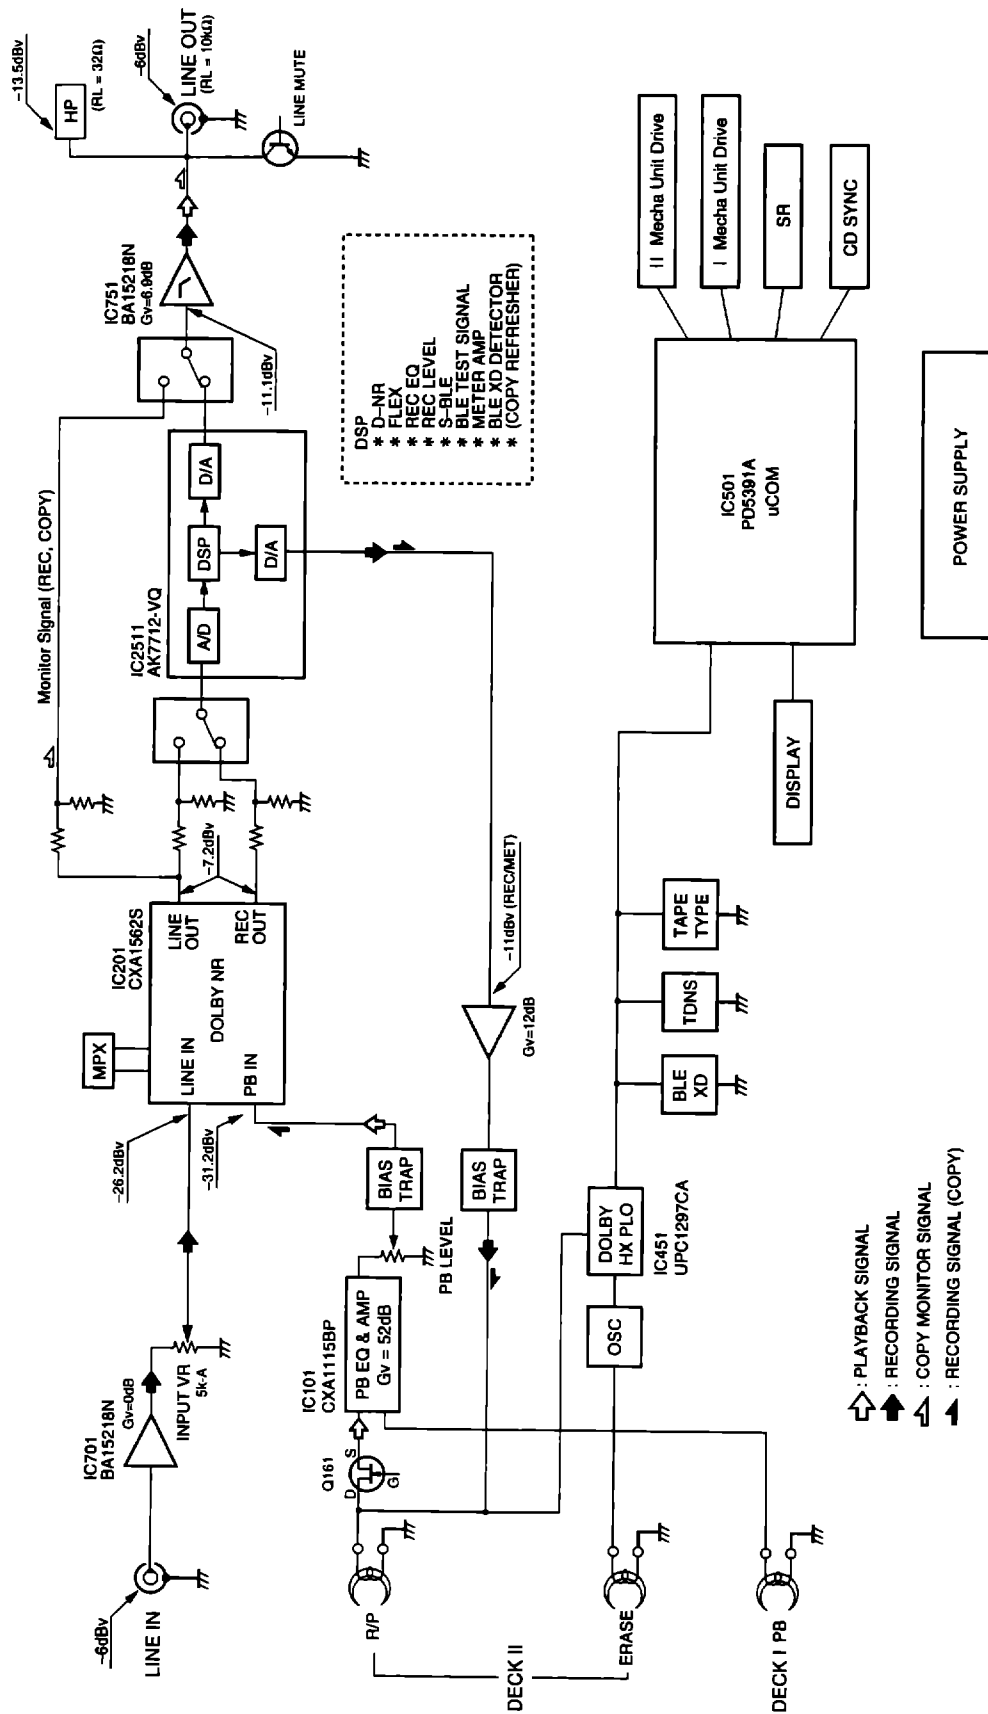 LINE IN
-6dBv
IC701
BA15218N
Gv=0dB
INPUT VR
5k-A
-26.2dBv
-31.2dBv
MPX
IC201
CXA1562S
LINE IN
LINE OUT
DOLBY NR
PB IN
REC OUT
-7.2dBv
Monitor Signal (REC, COPY)
IC2511
AK7712-VQ
A/D
DSP
D/A
D/A
-11.1dBv
IC751
BA15218N
Gv=6.9dB
-13.5dBv
HP
(RL = 32Ω)
-6dBv
LINE OUT
(RL = 10kΩ)
LINE MUTE
DSP
* D-NR
* FLEX
* REC EQ
* REC LEVEL
* S-BLE
* BLE TEST SIGNAL
* METER AMP
* BLE XD DETECTOR
* (COPY REFRESHER)
R/P
Q161
D
S
G
IC101
CXA1115BP
PB EQ & AMP
Gv = 52dB
PB LEVEL
BIAS
TRAP
BIAS
TRAP
Gv=12dB
-11dBv (REC/MET)
DECK II
ERASE
OSC
DOLBY
HX PLO
IC451
UPC1297CA
BLE
XD
TDNS
TAPE
TYPE
DISPLAY
IC501
PD5391A
uCOM
II Mecha Unit Drive
I Mecha Unit Drive
SR
CD SYNC
DECK I PB
: PLAYBACK SIGNAL
: RECORDING SIGNAL
: COPY MONITOR SIGNAL
: RECORDING SIGNAL (COPY)
POWER SUPPLY